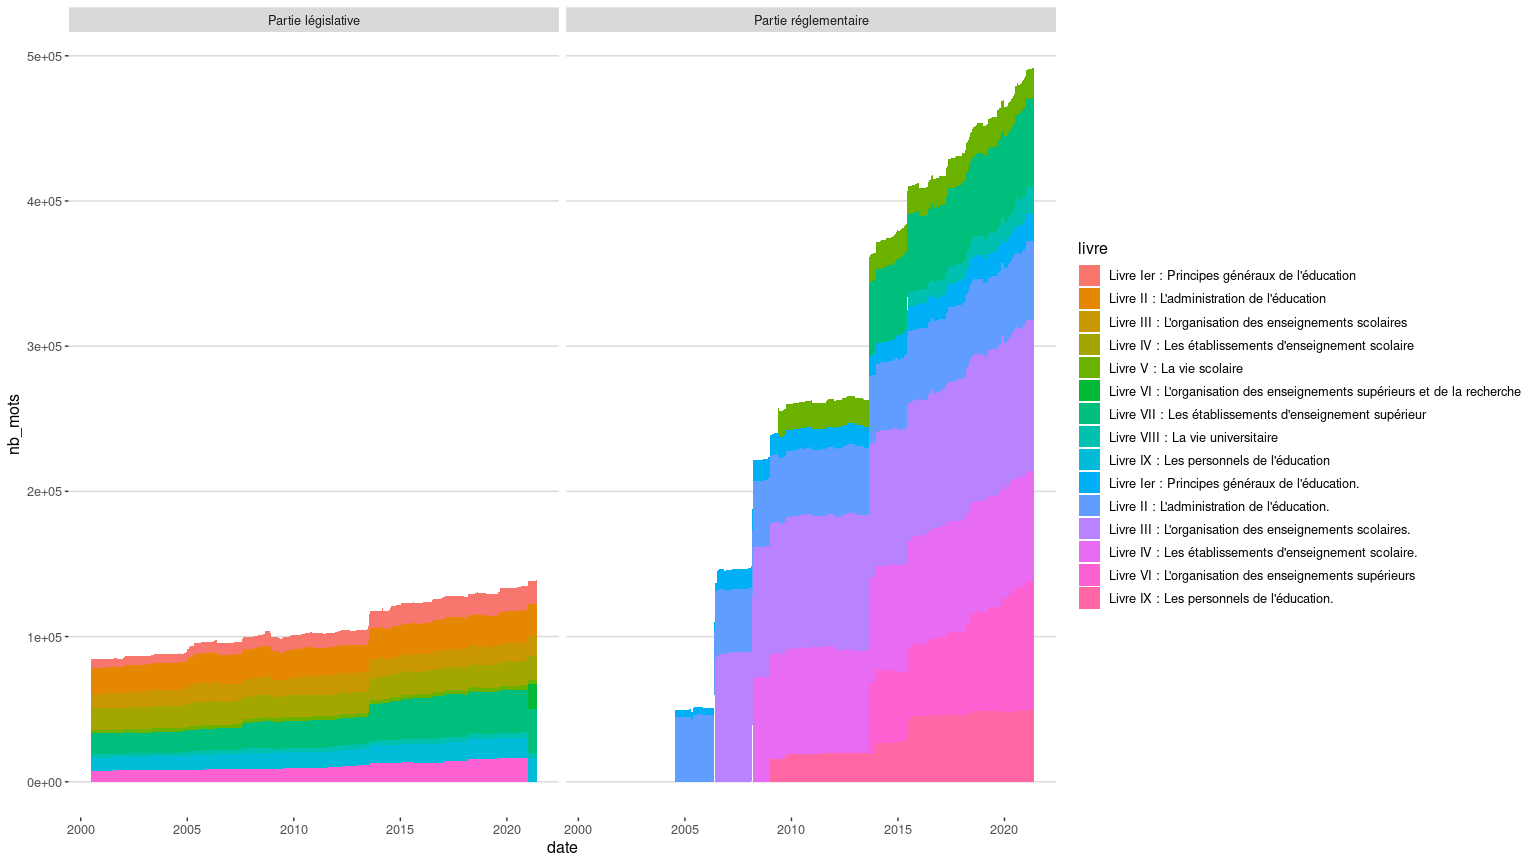 Partie législative
Partie réglementaire
5e+05
4e+05
3e+05
2e+05
1e+05
0e+00
nb_mots
2000
2005
2010
2015
2020
2000
2005
2010
2015
2020
date
livre
Livre Ier : Principes généraux de l'éducation
Livre II : L'administration de l'éducation
Livre III : L'organisation des enseignements scolaires
Livre IV : Les établissements d'enseignement scolaire
Livre V : La vie scolaire
Livre VI : L'organisation des enseignements supérieurs et de la recherche
Livre VII : Les établissements d'enseignement supérieur
Livre VIII : La vie universitaire
Livre IX : Les personnels de l'éducation
Livre Ier : Principes généraux de l'éducation.
Livre II : L'administration de l'éducation.
Livre III : L'organisation des enseignements scolaires.
Livre IV : Les établissements d'enseignement scolaire.
Livre VI : L'organisation des enseignements supérieurs
Livre IX : Les personnels de l'éducation.